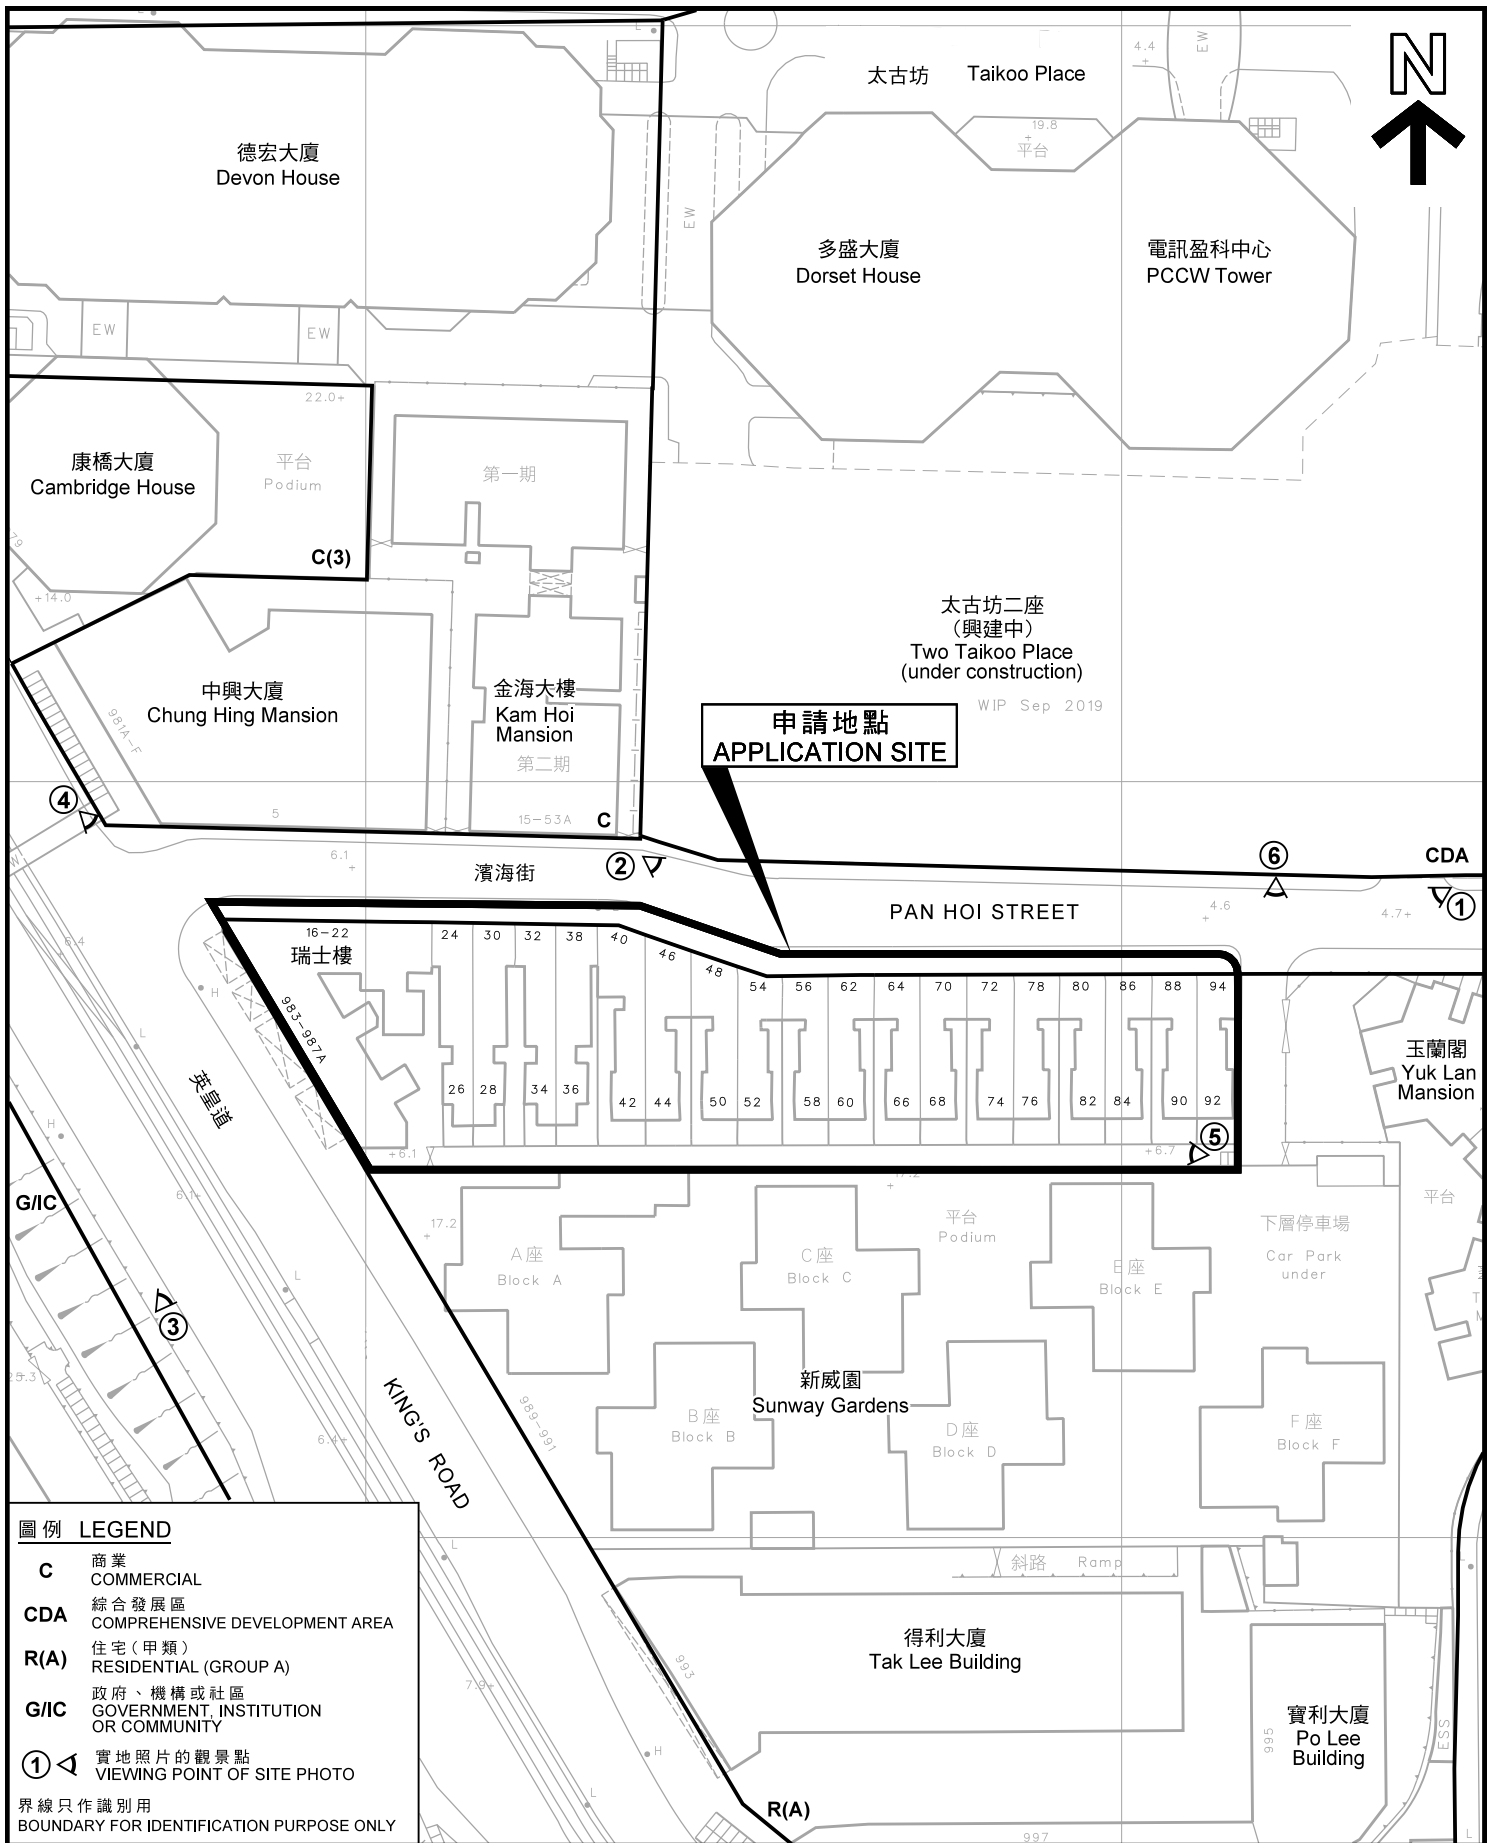 太古坊 Taikoo Place
N
4.4
EW
19.8
平台
德宏大廈
Devon House
EW
多盛大廈
Dorset House
電訊盈科中心
PCCW Tower
EW
EW
22.0
康橋大廈
Cambridge House
平台
Podium
第一期
C(3)
14.0
太古坊二座
（興建中）
Two Taikoo Place
(under construction)
WIP Sep 2019
中興大廈
Chung Hing Mansion
981A-F
金海大樓
Kam Hoi
Mansion
第二期
申請地點
APPLICATION SITE
4
5
15-53A
C
6.1
濱海街
2
6
CDA
PAN HOI STREET
4.6
4.7
1
16-22
瑞士樓
24
30
32
38
40
46
48
54
56
62
64
70
72
78
80
86
88
94
6.4
H
983-987A
L
英皇道
26
28
34
36
42
44
50
52
58
60
66
68
74
76
82
84
90
92
玉蘭閣
Yuk Lan
Mansion
H
6.1
6.7
5
17.2
G/IC
6.1
17.2
平台
Podium
下層停車場
Car Park
under
平台
A座
Block A
C座
Block C
E座
Block E
L
3
新威園
Sunway Gardens
KING'S ROAD
989-991
B座
Block B
D座
Block D
F座
Block F
6.4
圖例 LEGEND
C 商業
COMMERCIAL
CDA 綜合發展區
COMPREHENSIVE DEVELOPMENT AREA
R(A) 住宅（甲類）
RESIDENTIAL (GROUP A)
G/IC 政府、機構或社區
GOVERNMENT, INSTITUTION
OR COMMUNITY
1 實地照片的觀景點
VIEWING POINT OF SITE PHOTO
界線只作識別用
BOUNDARY FOR IDENTIFICATION PURPOSE ONLY
L
斜路 Ramp
L
得利大廈
Tak Lee Building
993
7.9
寶利大廈
Po Lee
Building
995
ESS
H
L
R(A)
997
L